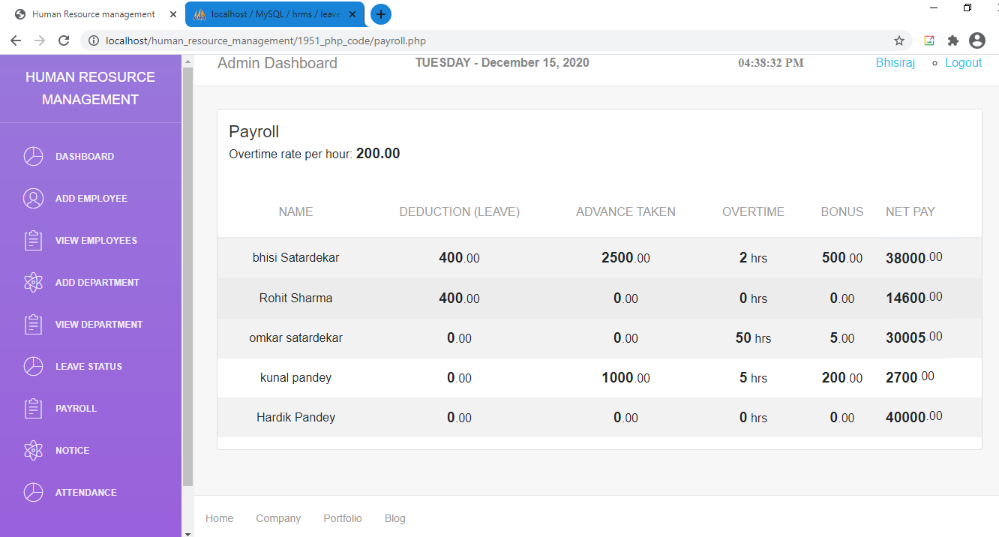 Human Resource management
localhost / MySQL / hrms / leave
localhost/human_resource_management/1951_php_code/payroll.php
HUMAN REOSURCE
MANAGEMENT
DASHBOARD
ADD EMPLOYEE
VIEW EMPLOYEES
ADD DEPARTMENT
VIEW DEPARTMENT
LEAVE STATUS
PAYROLL
NOTICE
ATTENDANCE
Admin Dashboard TUESDAY - December 15, 2020 04:38:32 PM Bhisiraj Logout
Payroll
Overtime rate per hour: 200.00
NAME DEDUCTION (LEAVE) ADVANCE TAKEN OVERTIME BONUS NET PAY
bhisi Satardekar 400.00 2500.00 2 hrs 500.00 38000.00
Rohit Sharma 400.00 0.00 0 hrs 0.00 14600.00
omkar satardekar 0.00 0.00 50 hrs 5.00 30005.00
kunal pandey 0.00 1000.00 5 hrs 200.00 2700.00
Hardik Pandey 0.00 0.00 0 hrs 0.00 40000.00
Home Company Portfolio Blog